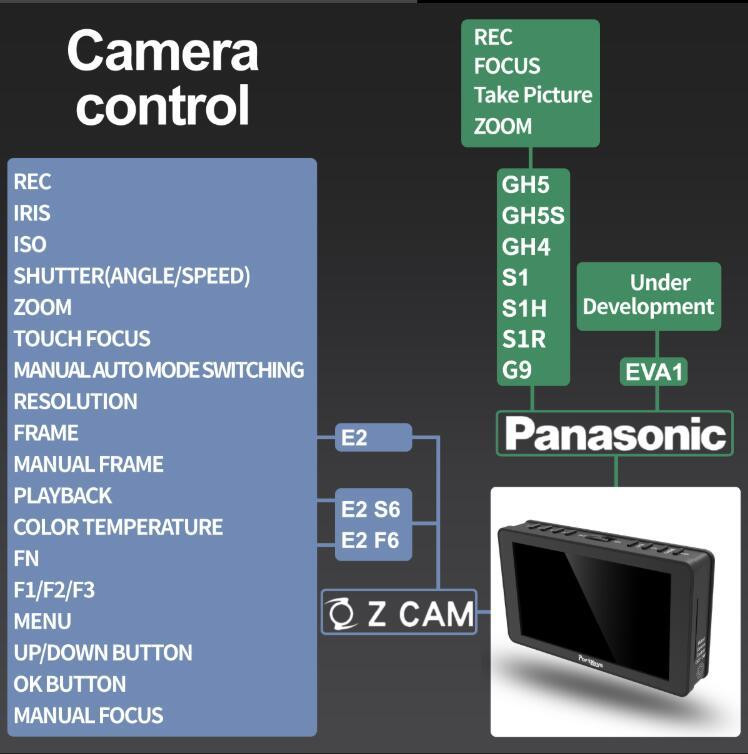 Camera
control
REC
FOCUS
Take Picture
ZOOM
REC
IRIS
ISO
SHUTTER(ANGLE/SPEED)
ZOOM
TOUCH FOCUS
MANUAL AUTO MODE SWITCHING
RESOLUTION
FRAME
MANUAL FRAME
PLAYBACK
COLOR TEMPERATURE
FN
F1/F2/F3
MENU
UP/DOWN BUTTON
OK BUTTON
MANUAL FOCUS
E2
E2 S6
E2 F6
Z CAM
GH5
GH5S
GH4
S1
S1H
S1R
G9
Under
Development
EVA1
Panasonic